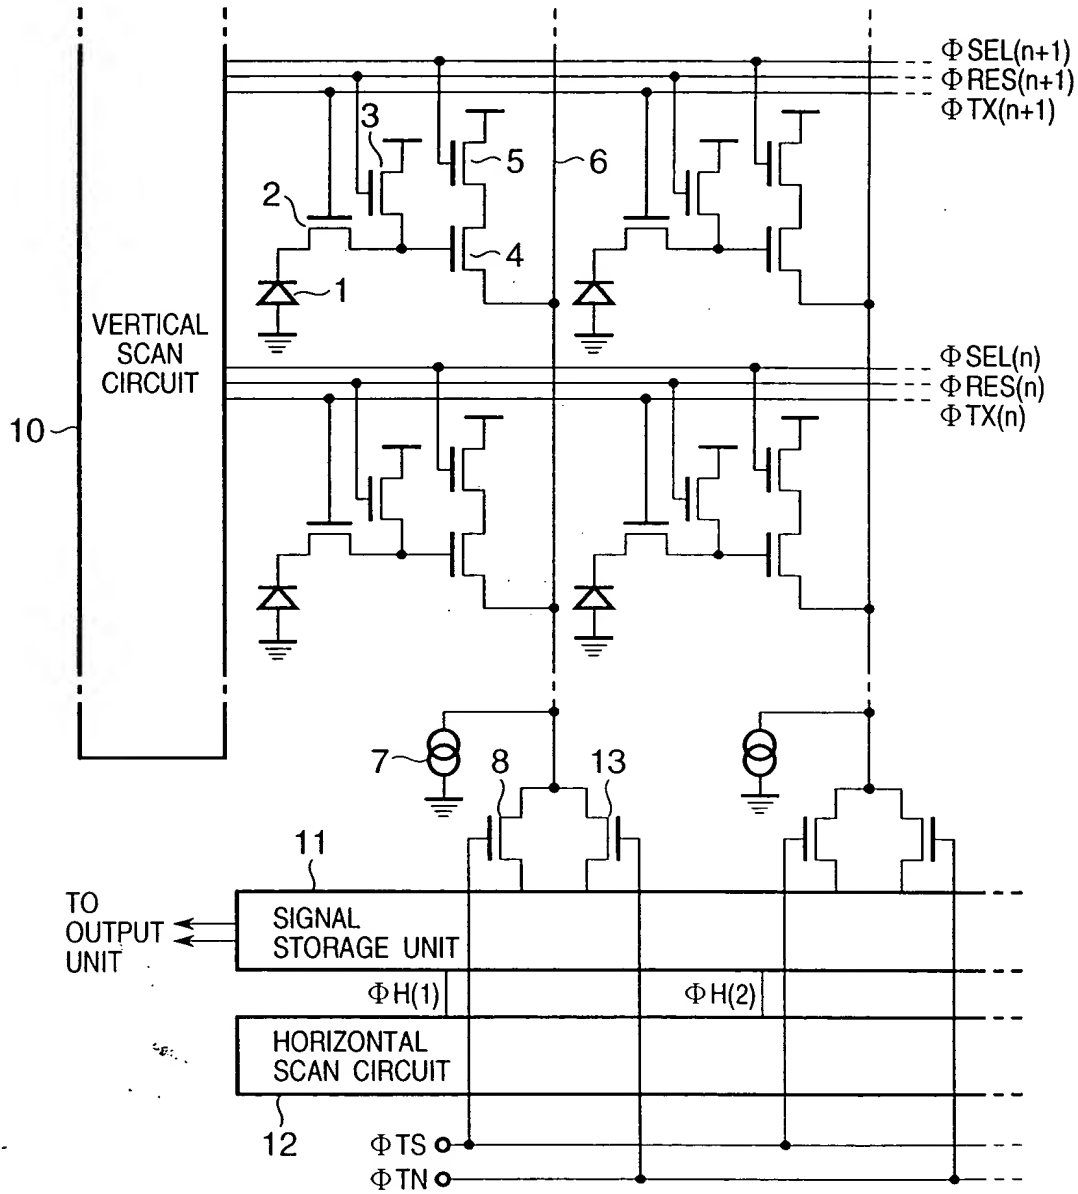 ΦSEL(n+1)
ΦRES(n+1)
ΦTX(n+1)
3
5
6
2
4
1
VERTICAL
SCAN
CIRCUIT
ΦSEL(n)
ΦRES(n)
ΦTX(n)
10
7
8
13
11
TO
OUTPUT
UNIT
SIGNAL
STORAGE UNIT
ΦH(1)
ΦH(2)
HORIZONTAL
SCAN CIRCUIT
12
ΦTS
ΦTN